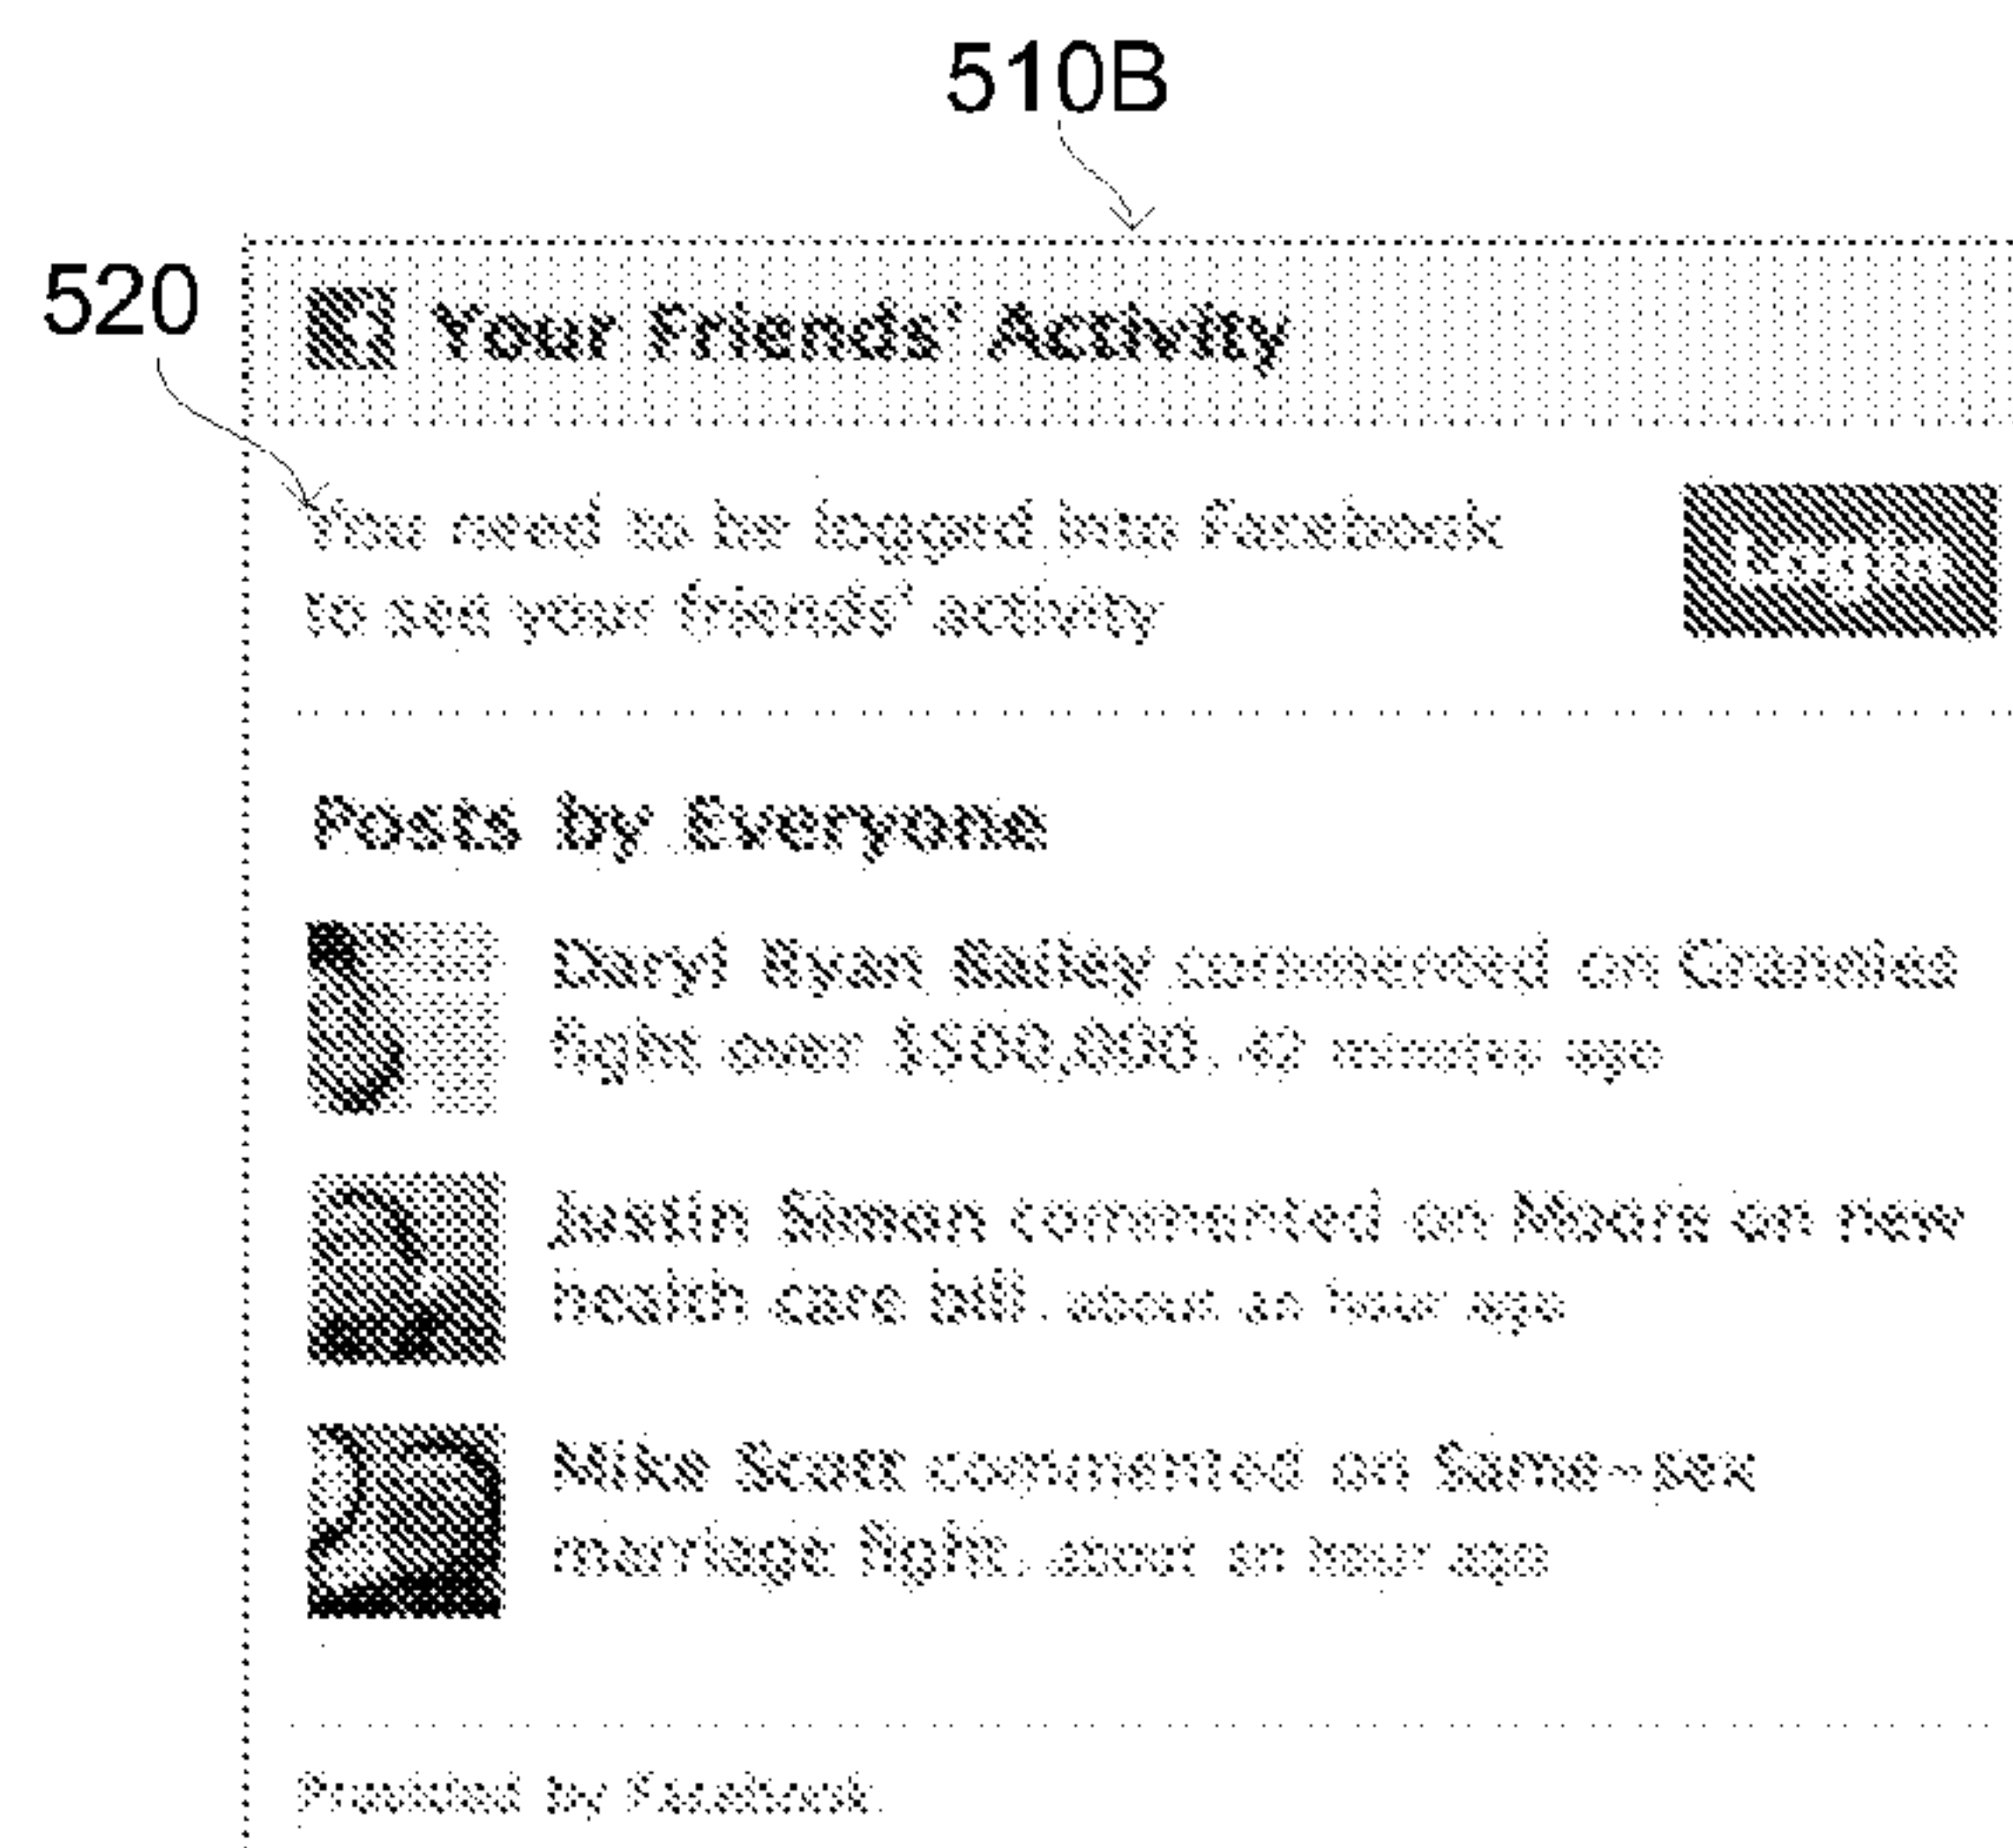 510B
520
Your Friends' Activity
You need to be logged into Facebook
to see your friends' activity
Login
Posts by Everyone
Daryl Ryan Bailey commented on Grannies
fight over $500,000. 42 minutes ago
Justin Simon commented on Moore on new
health care bill. about an hour ago
Mike Scott commented on Same-sex
marriage fight. about an hour ago
Provided by Facebook